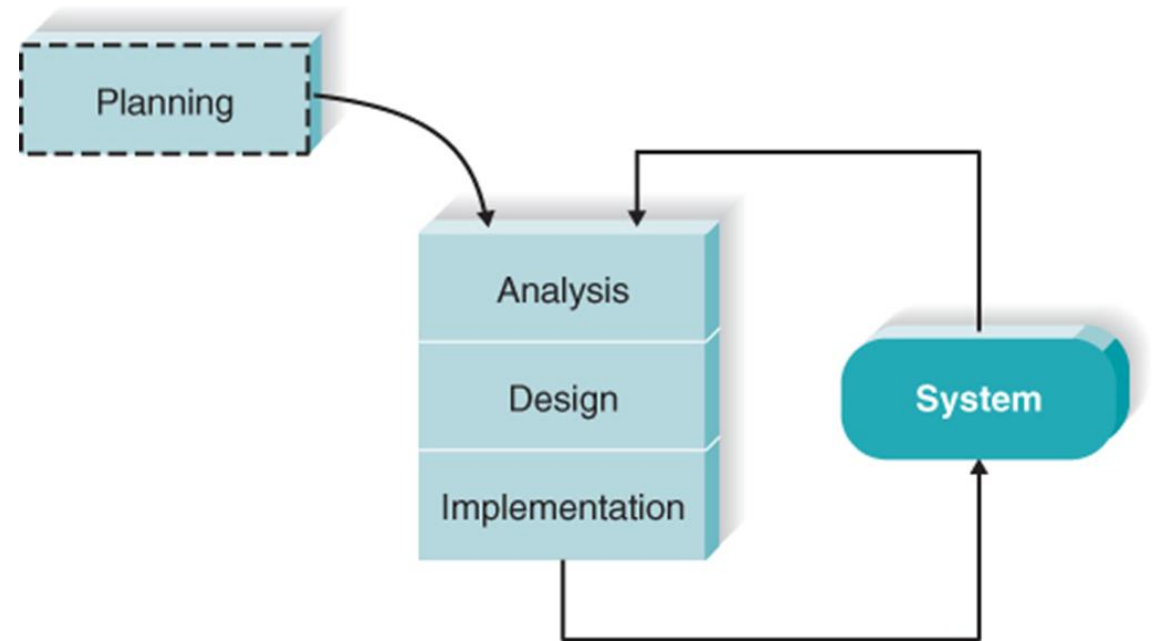 Planning
Analysis
Design
System
Implementation